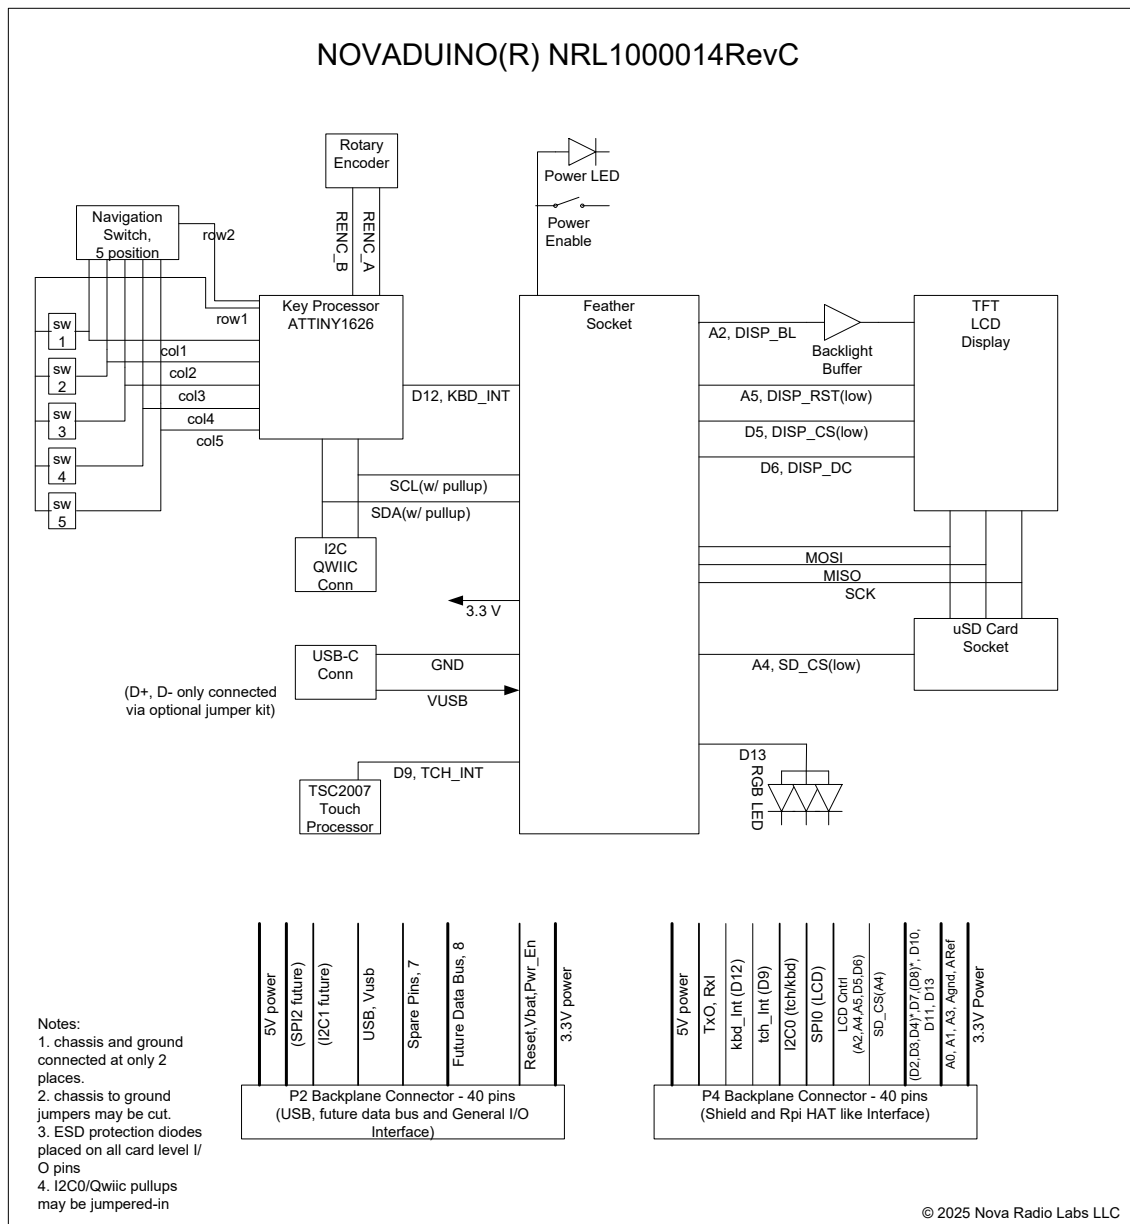 NOVADUINO(R) NRL1000014RevC
Rotary
Encoder
Power LED
Power
Enable
Navigation
Switch,
5 position
row2
RENC_B
RENC_A
row1
Key Processor
ATTINY1626
Feather
Socket
TFT
LCD
Display
sw
1
sw
2
sw
3
sw
4
sw
5
col1
col2
col3
col4
col5
D12, KBD_INT
A2, DISP_BL
Backlight
Buffer
A5, DISP_RST(low)
D5, DISP_CS(low)
D6, DISP_DC
SCL(w/ pullup)
SDA(w/ pullup)
I2C
QWIIC
Conn
MOSI
MISO
SCK
3.3 V
uSD Card
Socket
USB-C
Conn
GND
VUSB
A4, SD_CS(low)
(D+, D- only connected
via optional jumper kit)
D9, TCH_INT
TSC2007
Touch
Processor
D13
RGB LED
5V power
(SPI2 future)
(I2C1 future)
USB, Vusb
Spare Pins, 7
Future Data Bus, 8
Reset,Vbat,Pwr_En
3.3V power
P2 Backplane Connector - 40 pins
(USB, future data bus and General I/O
Interface)
5V power
TxO, RxI
kbd_Int (D12)
tch_Int (D9)
I2C0 (tch/kbd)
SPI0 (LCD)
LCD Cntrl
(A2,A4,A5,D5,D6)
SD_CS(A4)
(D2,D3,D4)*,D7,(D8)*, D10,
D11, D13
A0, A1, A3, Agnd, ARef
3.3V Power
P4 Backplane Connector - 40 pins
(Shield and Rpi HAT like Interface)
Notes:
1. chassis and ground
connected at only 2
places.
2. chassis to ground
jumpers may be cut.
3. ESD protection diodes
placed on all card level I/
O pins
4. I2C0/Qwiic pullups
may be jumpered-in
© 2025 Nova Radio Labs LLC